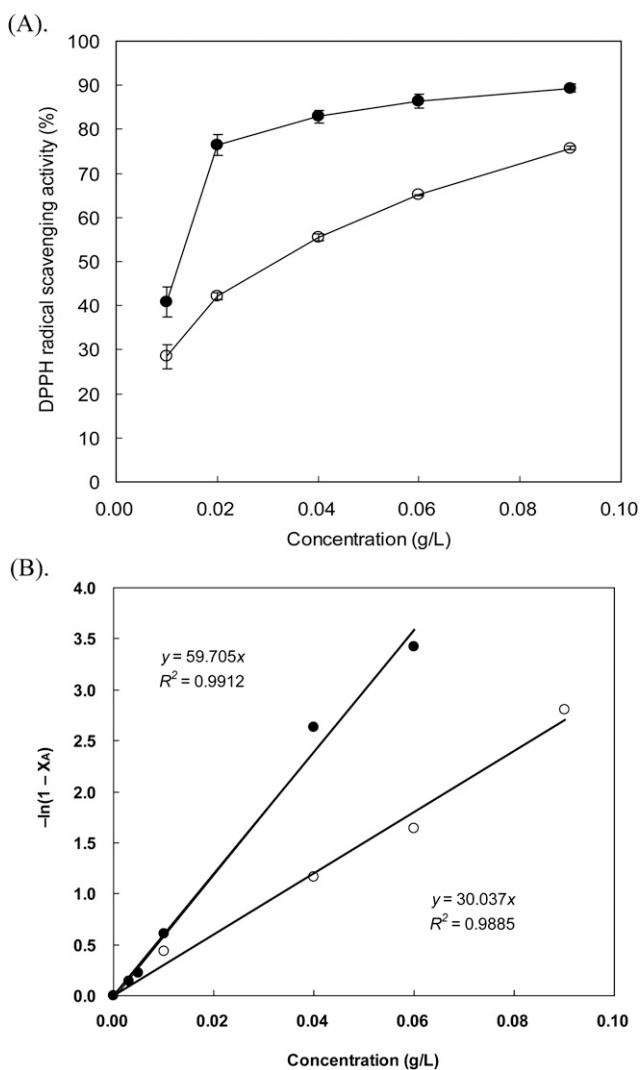 (A).
100
90
80
70
60
50
40
30
20
10
0
DPPH radical scavenging activity (%)
0.00 0.02 0.04 0.06 0.08 0.10
Concentration (g/L)
(B).
4.0
3.5
3.0
2.5
2.0
1.5
1.0
0.5
0.0
–ln(1 – XA)
y = 59.705x
R² = 0.9912
y = 30.037x
R² = 0.9885
0.00 0.02 0.04 0.06 0.08 0.10
Concentration (g/L)